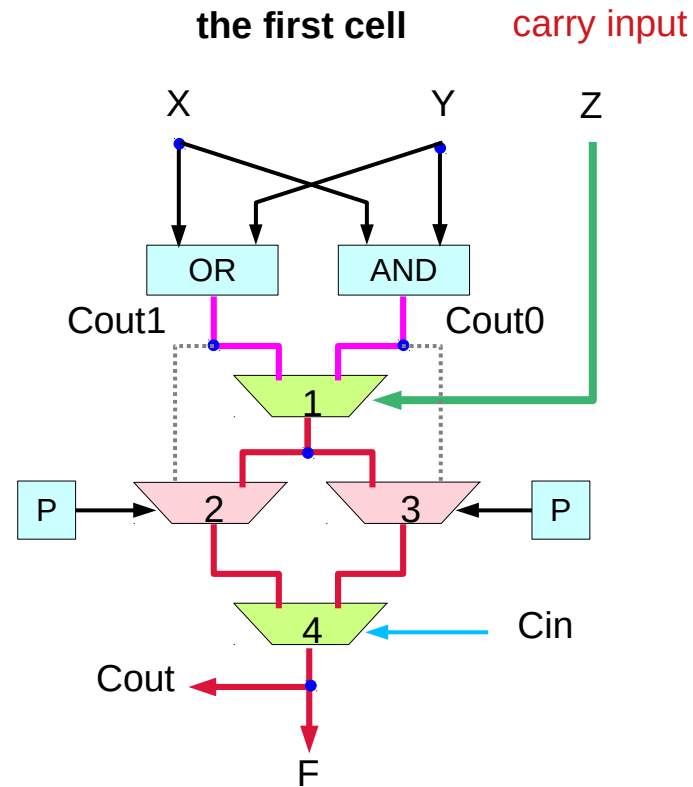 the first cell
carry input
X
Y
Z
OR
AND
Cout1
Cout0
1
P
2
3
P
4
Cin
Cout
F